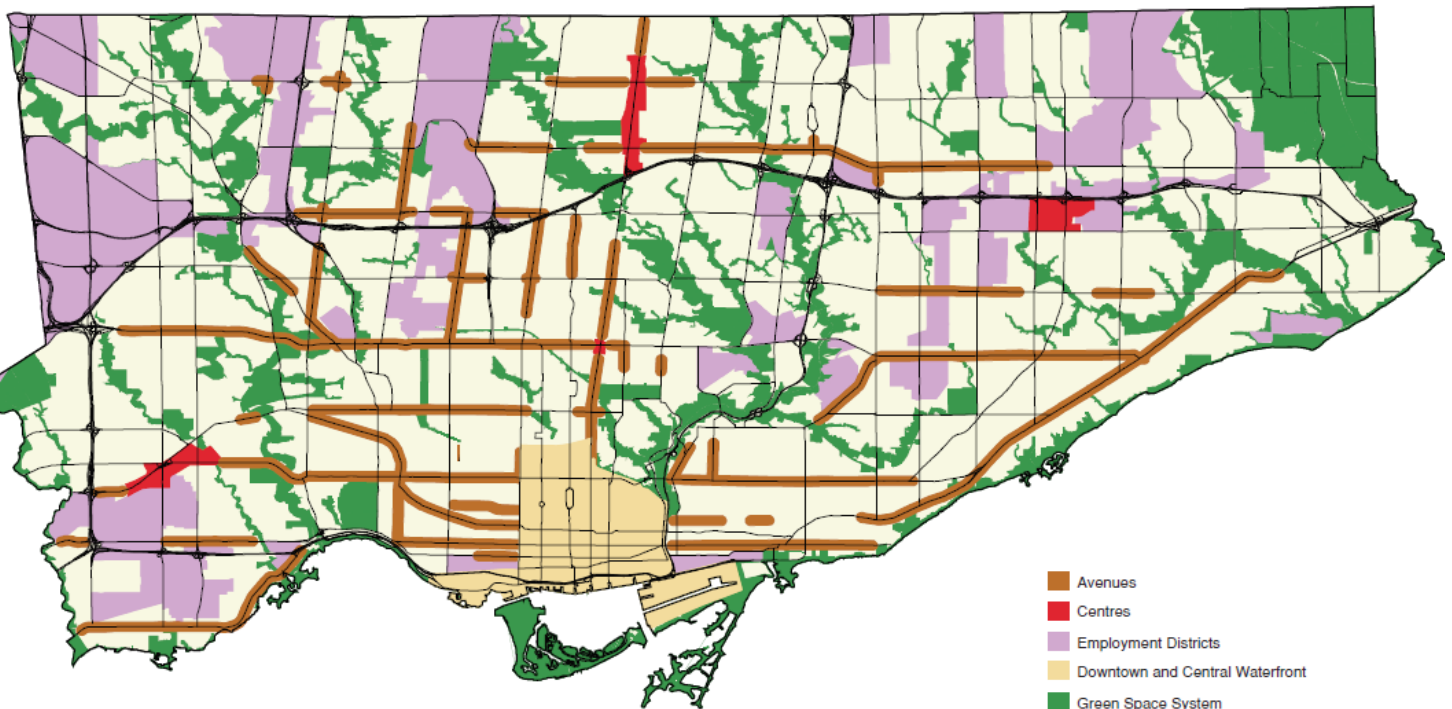 Avenues
Centres
Employment Districts
Downtown and Central Waterfront
Green Space System